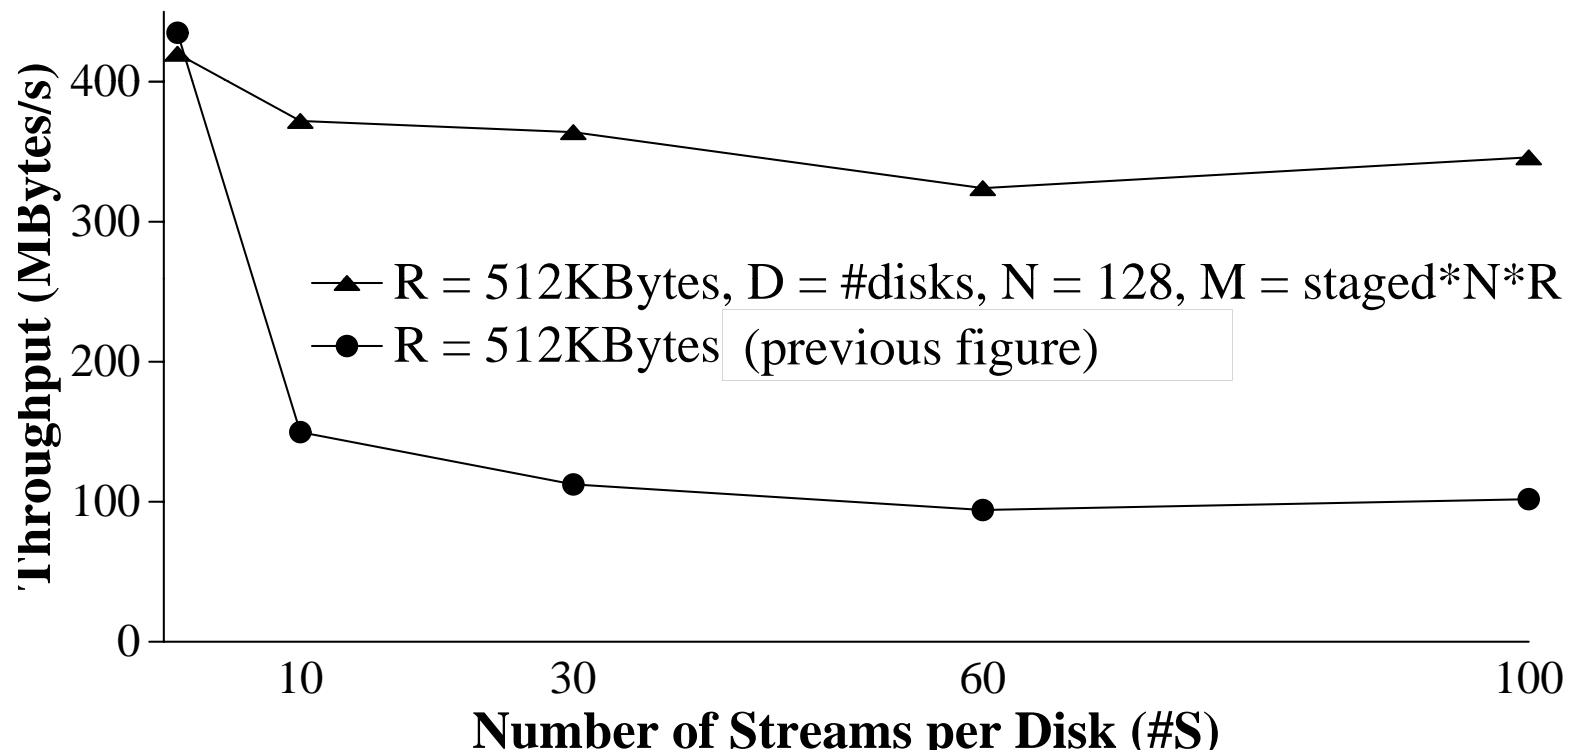 Throughput (MBytes/s)
400
300
200
100
0
R = 512KBytes, D = #disks, N = 128, M = staged*N*R
R = 512KBytes (previous figure)
10 30 60 100
Number of Streams per Disk (#S)